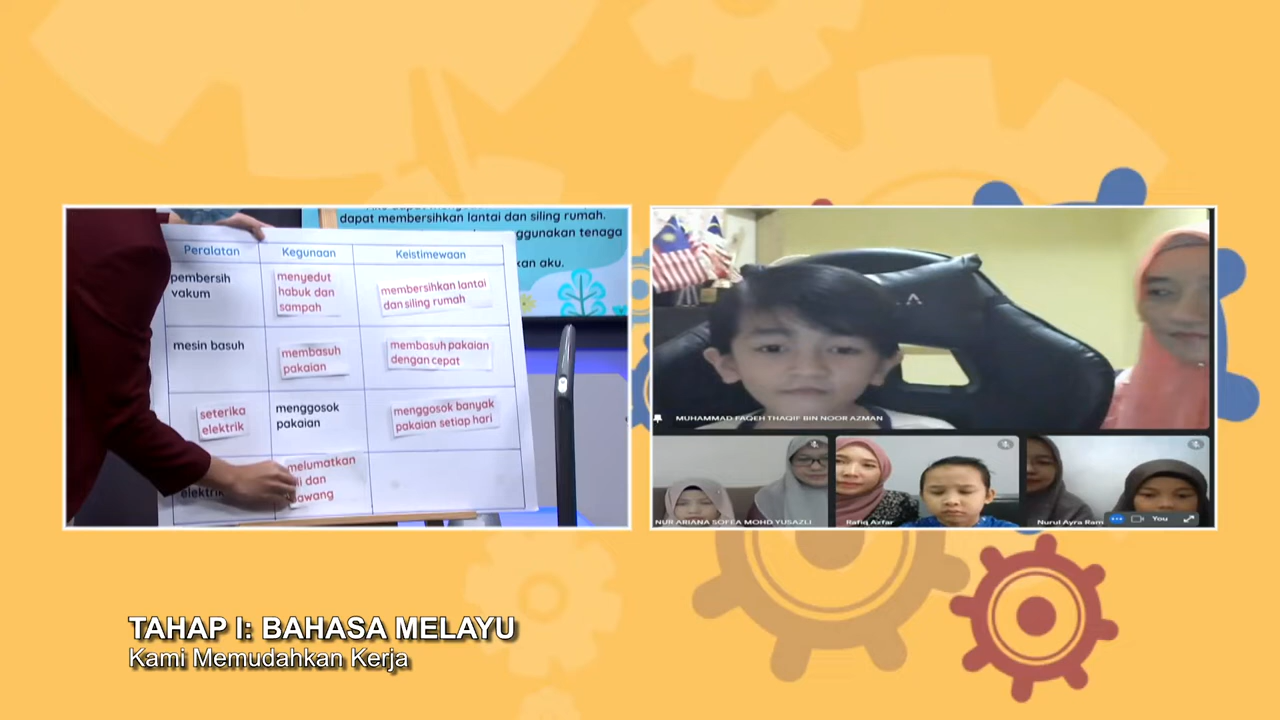 dapat membersihkan lantai dan siling rumah.
ggunakan tenaga
kan aku.
Peralatan
Kegunaan
Keistimewaan
pembersih
vakum
menyedut
habuk dan
sampah
membersihkan lantai
dan siling rumah
mesin basuh
membasuh
pakaian
membasuh pakaian
dengan cepat
seterika
elektrik
menggosok
pakaian
menggosok banyak
pakaian setiap hari
elektrik
melumatkan
dan
awang
MUHAMMAD FAQEH THAQIF BIN NOOR AZMAN
NUR ARIANA SOFEA MOHD YUSAZLI
Rafiq Azfar
Nurul Ayra Ram
You
TAHAP I: BAHASA MELAYU
Kami Memudahkan Kerja